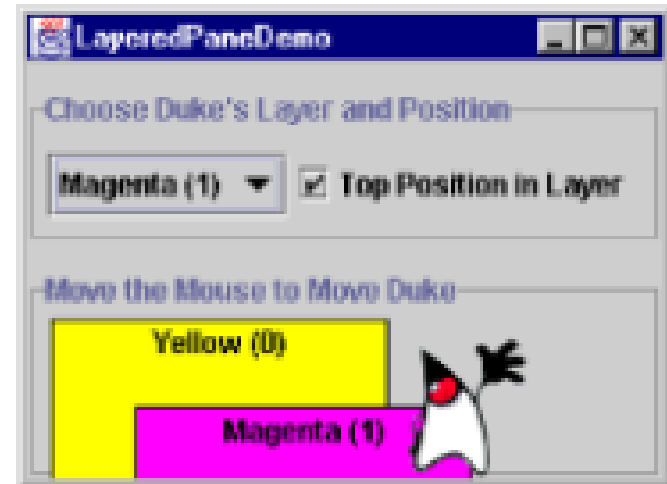 LayeredPaneDemo
Choose Duke's Layer and Position
Magenta (1)
Top Position in Layer
Move the Mouse to Move Duke
Yellow (0)
Magenta (1)